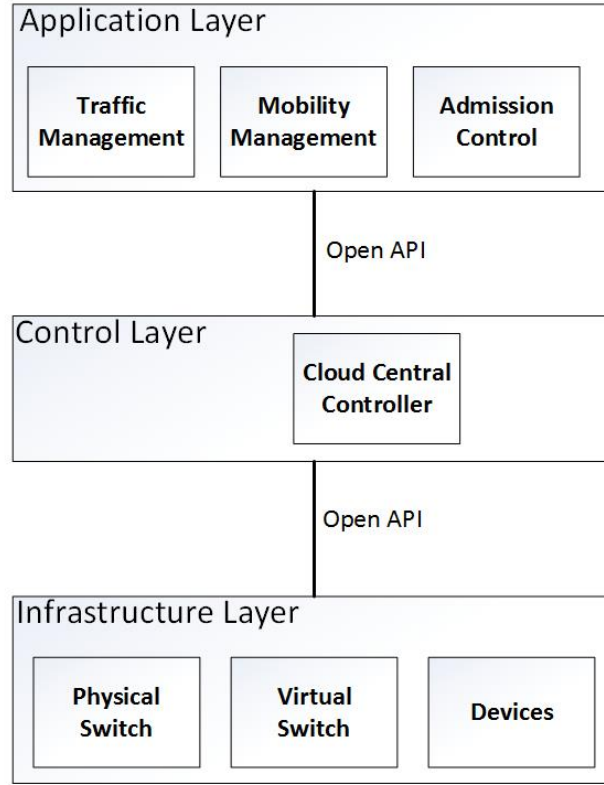 Application Layer
Traffic
Management
Mobility
Management
Admission
Control
Open API
Control Layer
Cloud Central
Controller
Open API
Infrastructure Layer
Physical
Switch
Virtual
Switch
Devices